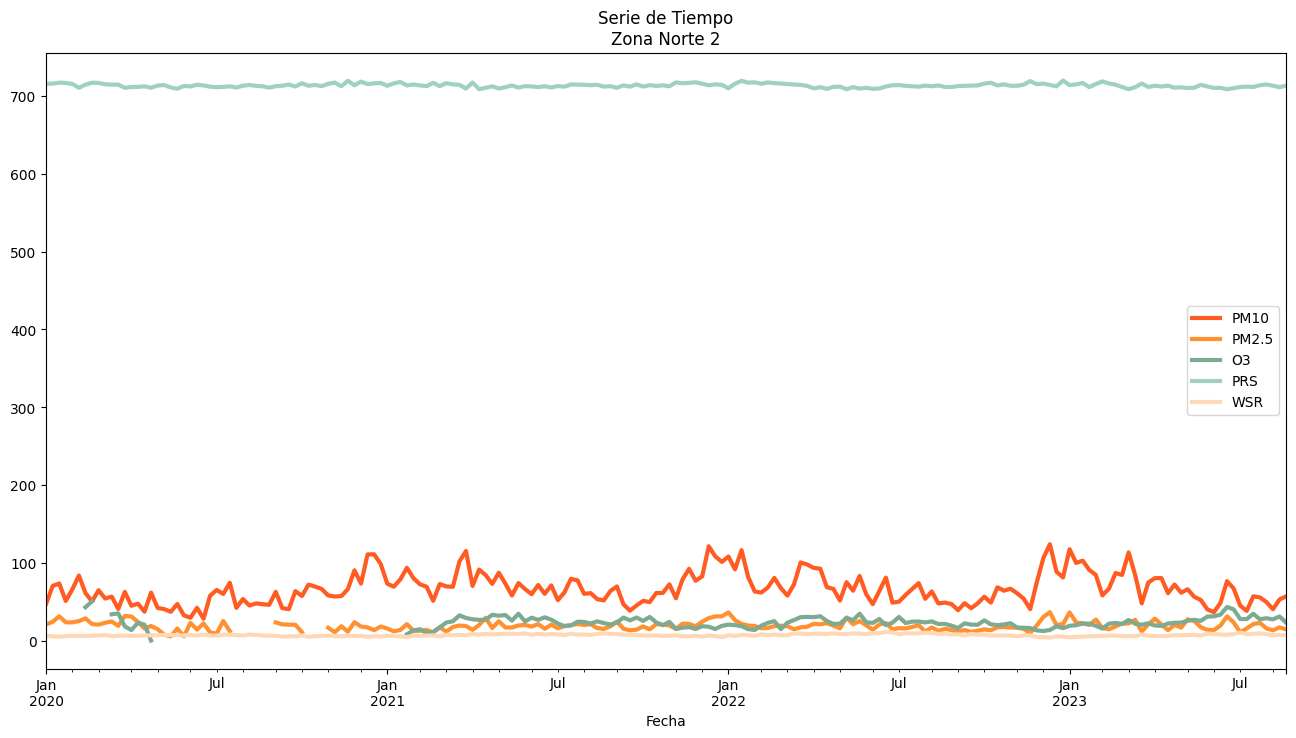 Serie de Tiempo
Zona Norte 2
700
600
500
400
300
200
100
0
PM10
PM2.5
O3
PRS
WSR
Jan
2020
Jul
Jan
2021
Jul
Jan
2022
Jul
Jan
2023
Jul
Fecha